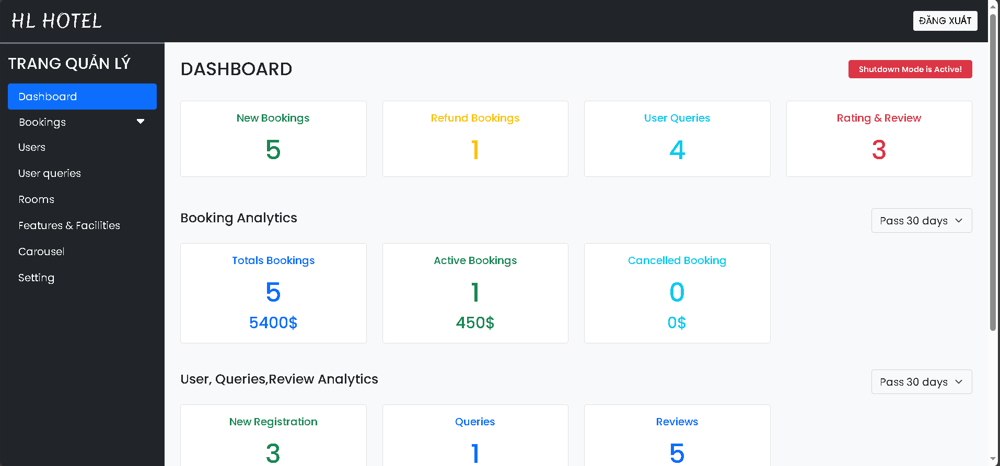 HL HOTEL
ĐĂNG XUẤT
TRANG QUẢN LÝ
Dashboard
Bookings
Users
User queries
Rooms
Features & Facilities
Carousel
Setting
DASHBOARD
Shutdown Mode is Active!
New Bookings
5
Refund Bookings
1
User Queries
4
Rating & Review
3
Booking Analytics
Pass 30 days
Totals Bookings
5
5400$
Active Bookings
1
450$
Cancelled Booking
0
0$
User, Queries,Review Analytics
Pass 30 days
New Registration
3
Queries
1
Reviews
5